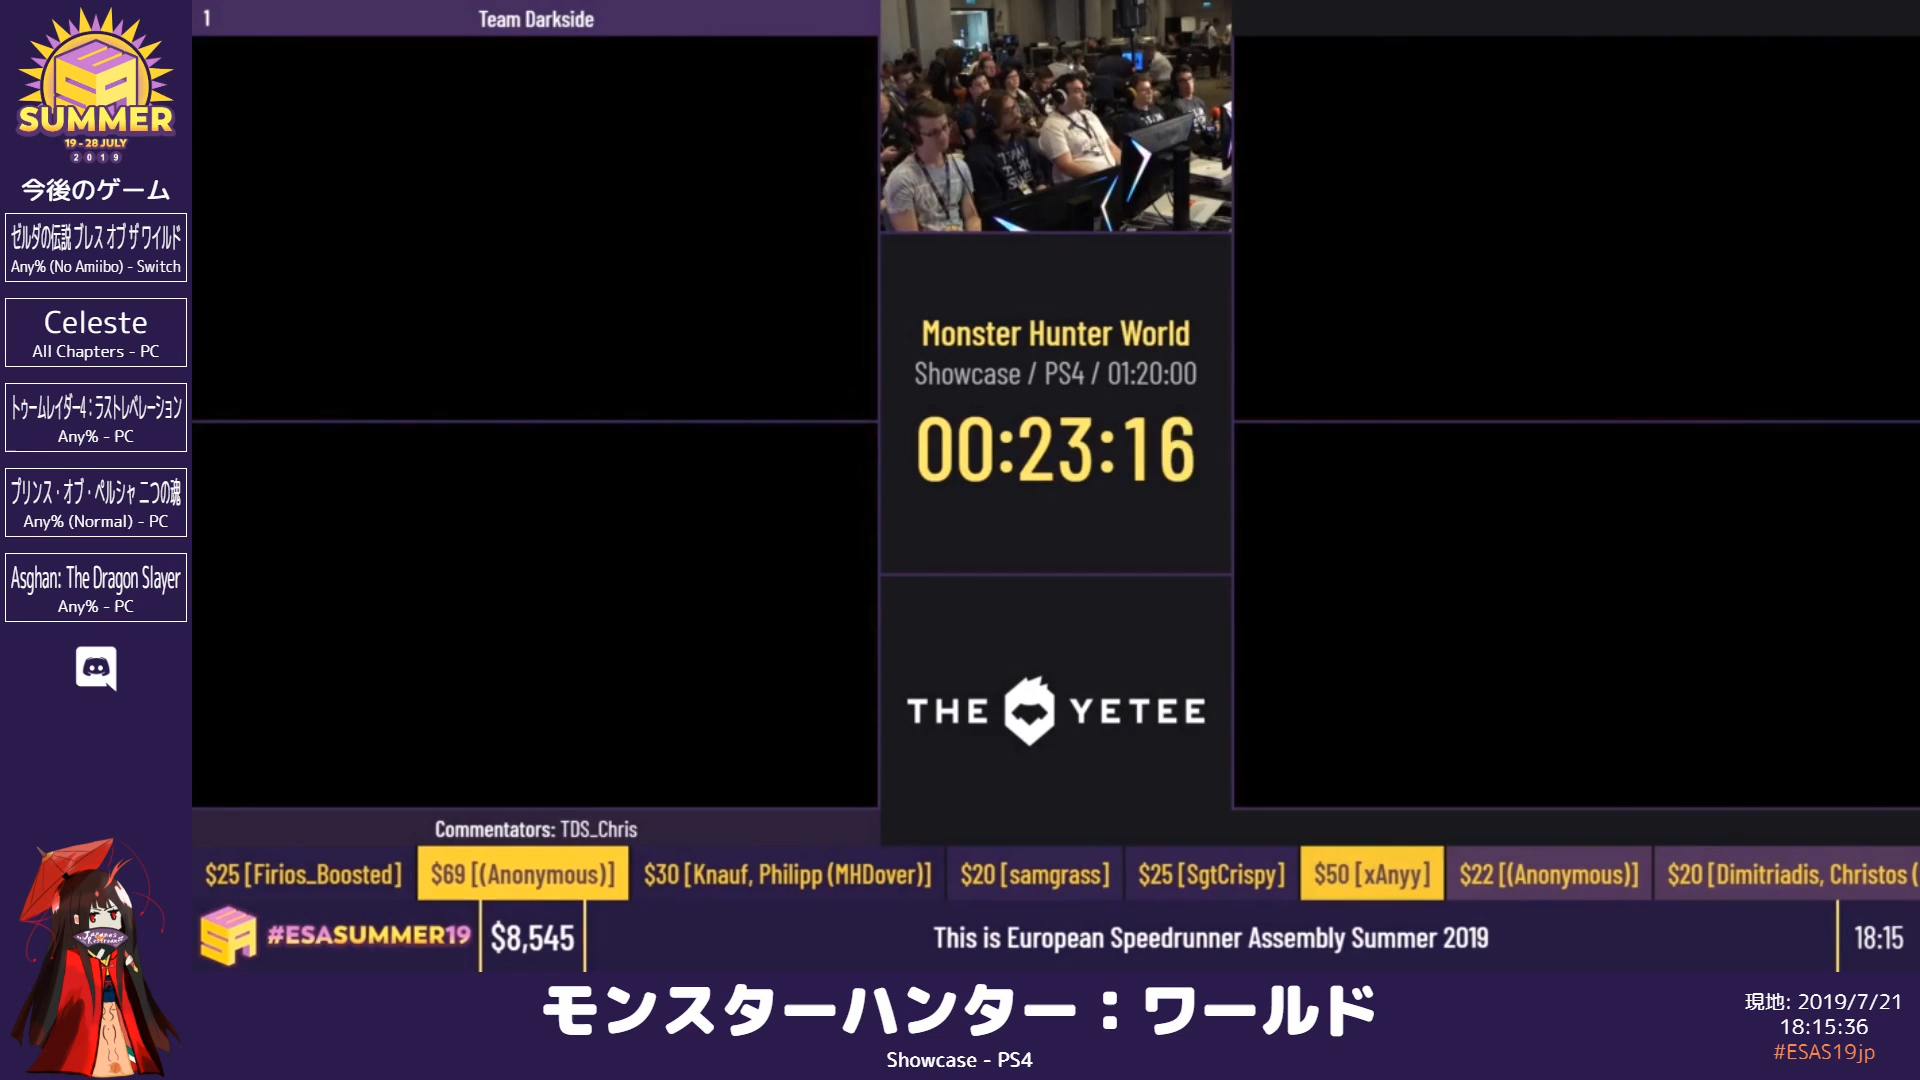 SUMMER
19 - 28 JULY
2019
今後のゲーム
ゼルダの伝説 ブレス オブ ザ ワイルド
Any% (No Amiibo) - Switch
Celeste
All Chapters - PC
トゥームレイダー4：ラストレベレーション
Any% - PC
プリンス・オブ・ペルシャ 二つの魂
Any% (Normal) - PC
Asghan: The Dragon Slayer
Any% - PC
1
Team Darkside
Monster Hunter World
Showcase / PS4 / 01:20:00
00:23:16
THE YETEE
Commentators: TDS_Chris
$25 [Firios_Boosted] $69 [(Anonymous)] $30 [Knauf, Philipp (MHDover)] $20 [samgrass] $25 [SgtCrispy] $50 [xAnyy] $22 [(Anonymous)] $20 [Dimitriadis, Christos (
#ESASUMMER19
$8,545
This is European Speedrunner Assembly Summer 2019
18:15
モンスターハンター：ワールド
Showcase - PS4
現地: 2019/7/21
18:15:36
#ESAS19jp